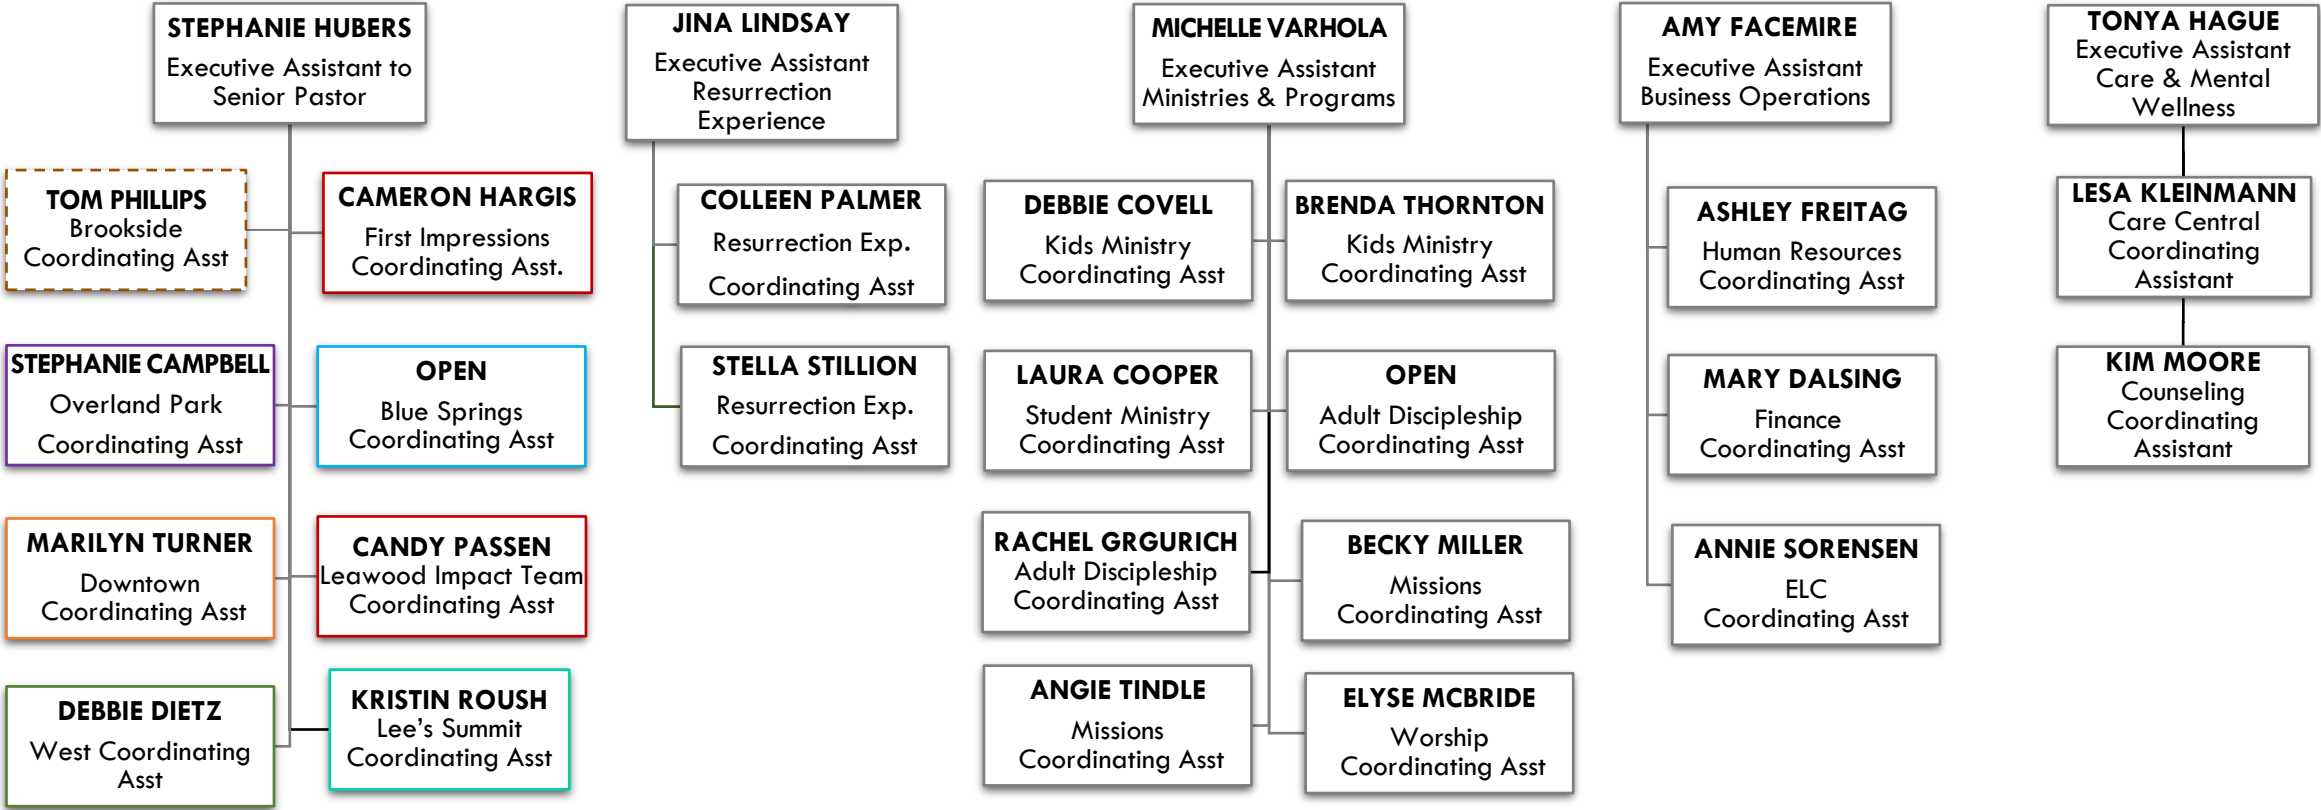 STEPHANIE HUBERS
Executive Assistant to
Senior Pastor
TOM PHILLIPS
Brookside
Coordinating Asst
CAMERON HARGIS
First Impressions
Coordinating Asst.
STEPHANIE CAMPBELL
Overland Park
Coordinating Asst
OPEN
Blue Springs
Coordinating Asst
MARILYN TURNER
Downtown
Coordinating Asst
CANDY PASSEN
Leawood Impact Team
Coordinating Asst
DEBBIE DIETZ
West Coordinating
Asst
KRISTIN ROUSH
Lee's Summit
Coordinating Asst
JINA LINDSAY
Executive Assistant
Resurrection
Experience
COLLEEN PALMER
Resurrection Exp.
Coordinating Asst
STELLA STILLION
Resurrection Exp.
Coordinating Asst
MICHELLE VARHOLA
Executive Assistant
Ministries & Programs
DEBBIE COVELL
Kids Ministry
Coordinating Asst
BRENDA THORNTON
Kids Ministry
Coordinating Asst
LAURA COOPER
Student Ministry
Coordinating Asst
OPEN
Adult Discipleship
Coordinating Asst
RACHEL GRGURICH
Adult Discipleship
Coordinating Asst
BECKY MILLER
Missions
Coordinating Asst
ANGIE TINDLE
Missions
Coordinating Asst
ELYSE MCBRIDE
Worship
Coordinating Asst
AMY FACEMIRE
Executive Assistant
Business Operations
ASHLEY FREITAG
Human Resources
Coordinating Asst
MARY DALSING
Finance
Coordinating Asst
ANNIE SORENSEN
ELC
Coordinating Asst
TONYA HAGUE
Executive Assistant
Care & Mental
Wellness
LESA KLEINMANN
Care Central
Coordinating
Assistant
KIM MOORE
Counseling
Coordinating
Assistant